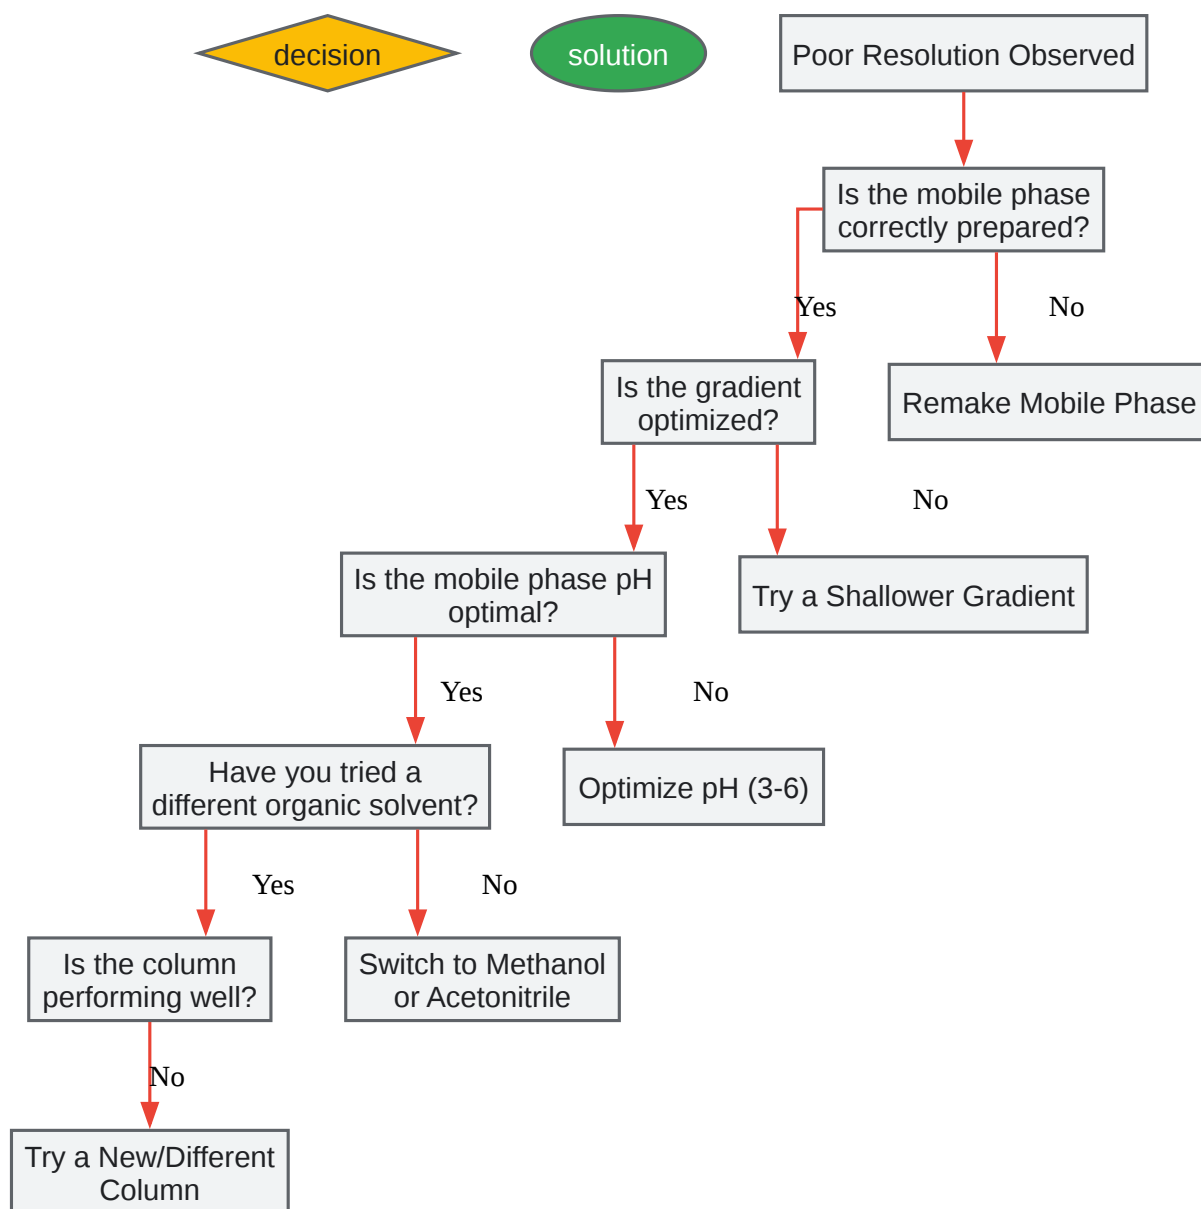 decision
solution
Poor Resolution Observed
Is the mobile phase
correctly prepared?
Yes
No
Is the gradient
optimized?
Remake Mobile Phase
Yes
No
Is the mobile phase pH
optimal?
Try a Shallower Gradient
Yes
No
Have you tried a
different organic solvent?
Optimize pH (3-6)
Yes
No
Is the column
performing well?
Switch to Methanol
or Acetonitrile
No
Try a New/Different
Column